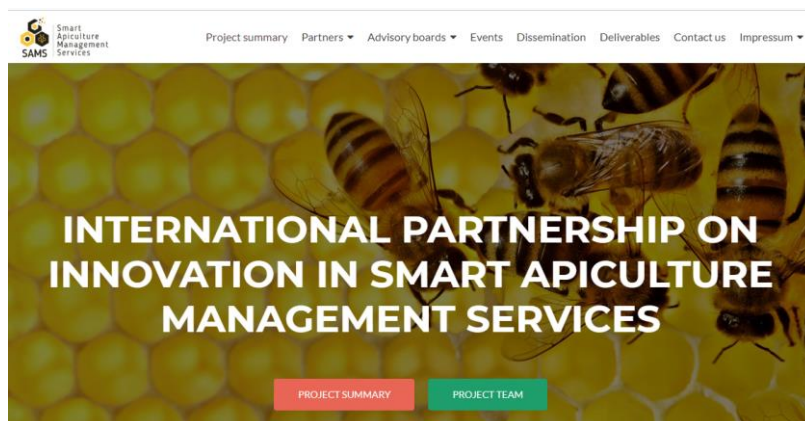 Smart
Apiculture
Management
Services
SAMS
Project summary Partners Advisory boards Events Dissemination Deliverables Contact us Impressum
INTERNATIONAL PARTNERSHIP ON
INNOVATION IN SMART APICULTURE
MANAGEMENT SERVICES
PROJECT SUMMARY PROJECT TEAM